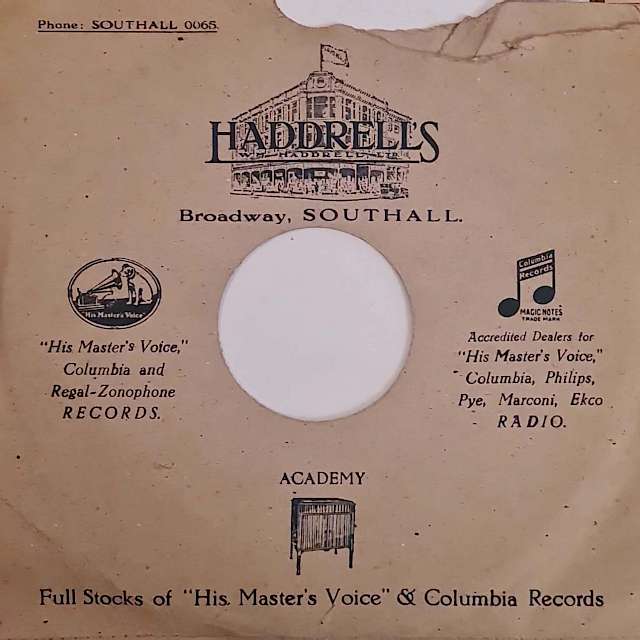 Phone: SOUTHALL 0065.
HADDRELL'S
W. J. HADDRELL, LTD.
Broadway, SOUTHALL.
"His Master's Voice"
"His Master's Voice,"
Columbia and
Regal-Zonophone
RECORDS.
Columbia
Records
MAGIC NOTES
TRADE MARK
Accredited Dealers for
"His Master's Voice,"
Columbia, Philips,
Pye, Marconi, Ekco
RADIO.
ACADEMY
Full Stocks of "His. Master's Voice" & Columbia Records